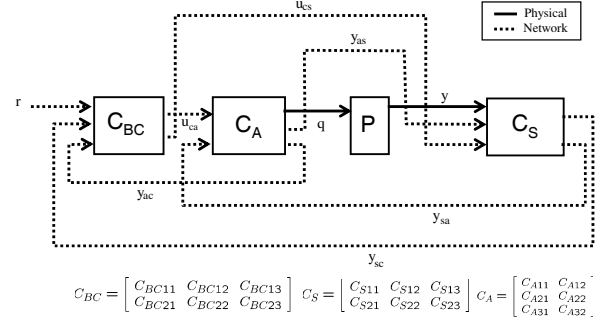 u_cs
Physical
Network
y_as
r
C_BC
u_ca
C_A
q
P
y
C_S
y_ac
y_sa
y_sc
C_BC = [ C_BC11 C_BC12 C_BC13 ] C_S = [ C_S11 C_S12 C_S13 ] C_A = [ C_A11 C_A12
C_BC21 C_BC22 C_BC23 C_S21 C_S22 C_S23 C_A21 C_A22
C_A31 C_A32